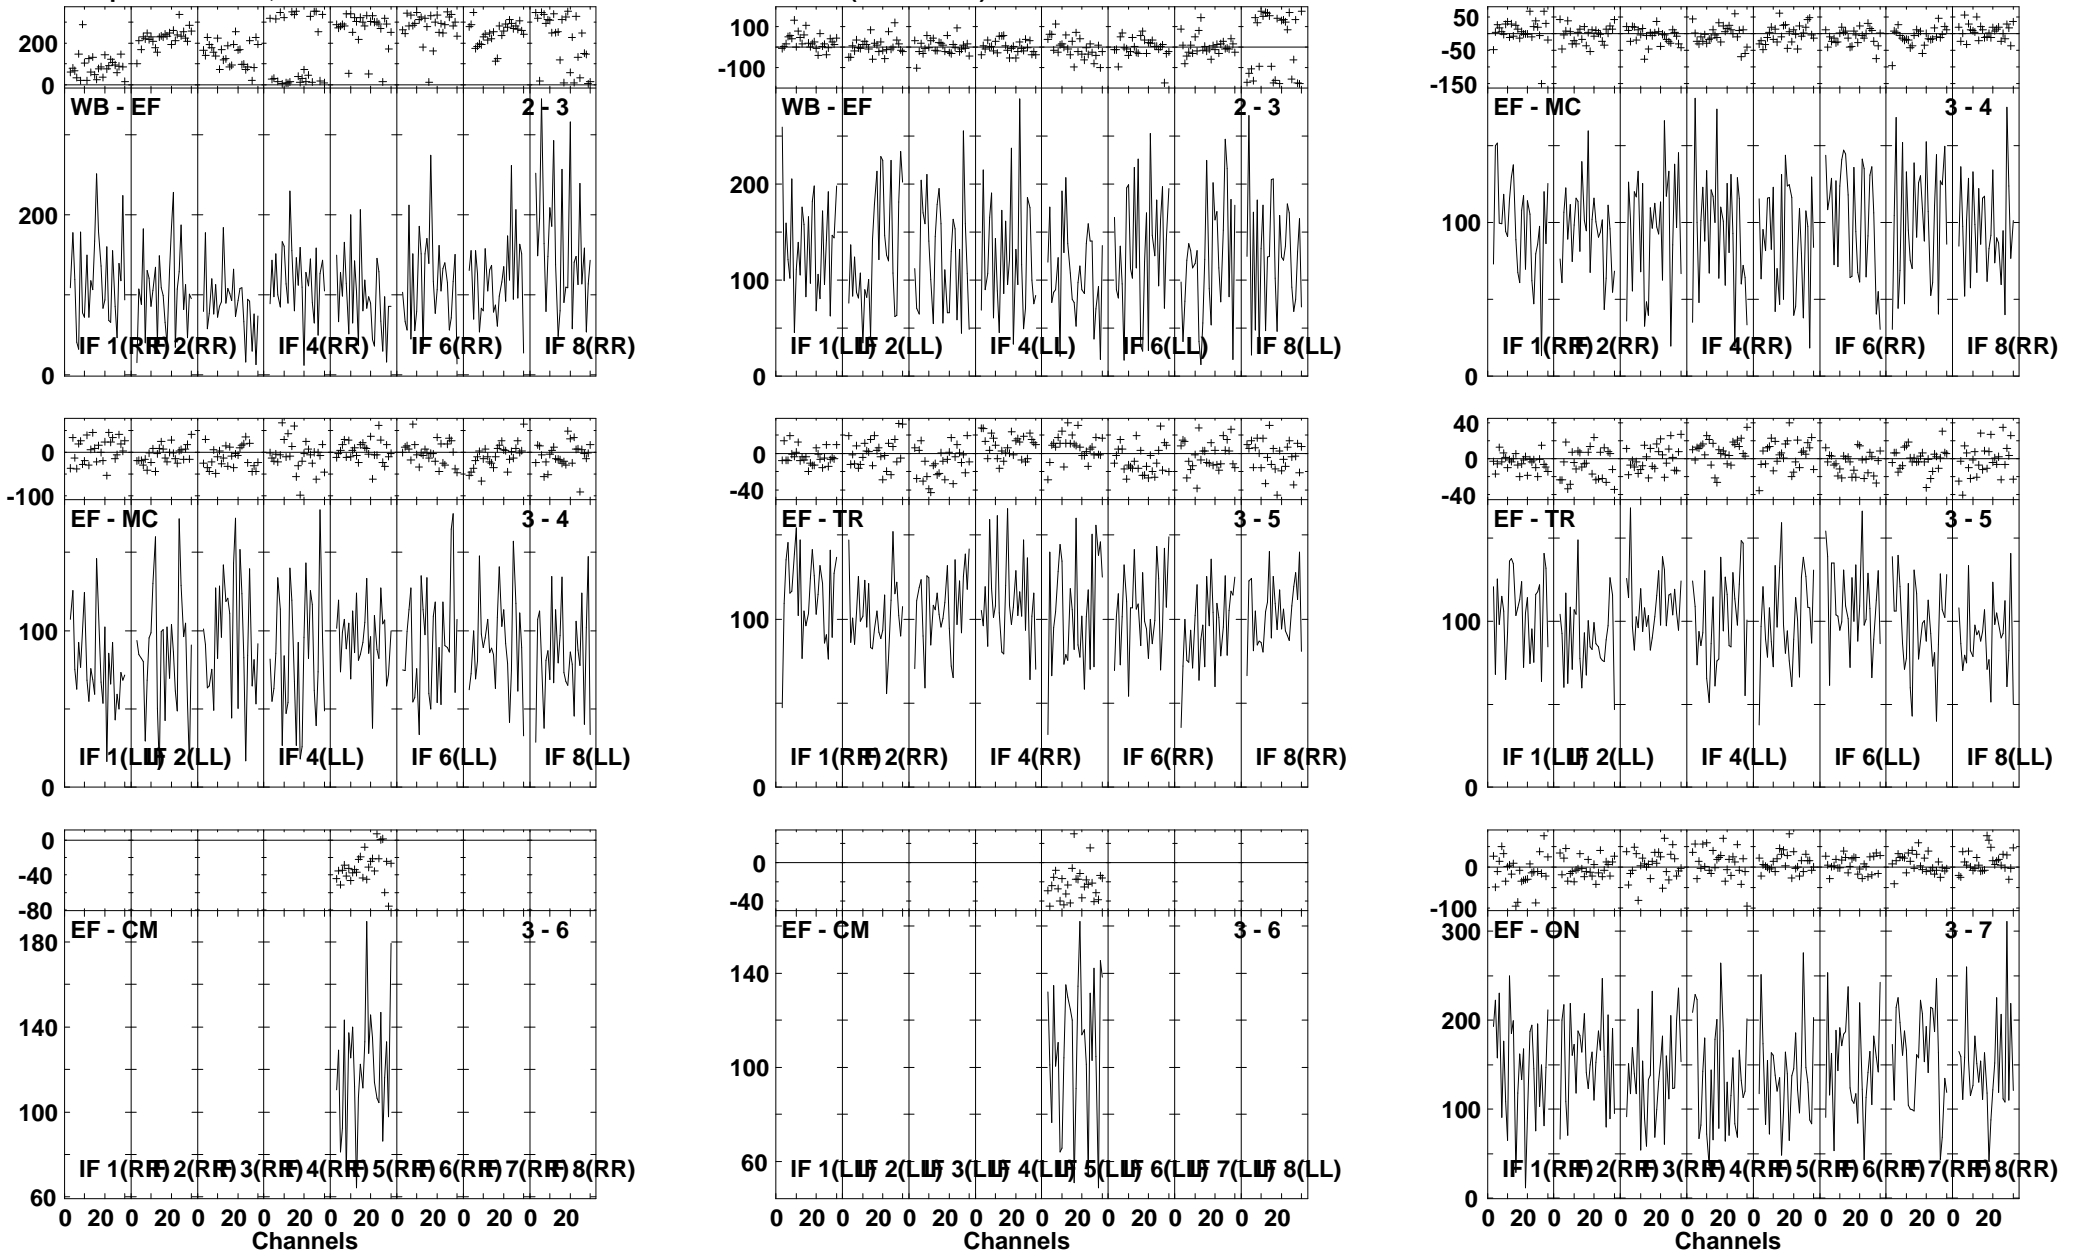 200
0
WB - EF
2 - 3
200
0
IF 1(RR)
IF 2(RR)
IF 4(RR)
IF 6(RR)
IF 8(RR)
100
-100
WB - EF
2 - 3
200
100
0
IF 1(LL)
IF 2(LL)
IF 4(LL)
IF 6(LL)
IF 8(LL)
50
-50
-150
EF - MC
3 - 4
100
0
IF 1(RR)
IF 2(RR)
IF 4(RR)
IF 6(RR)
IF 8(RR)
0
-100
EF - MC
3 - 4
100
0
IF 1(LL)
IF 2(LL)
IF 4(LL)
IF 6(LL)
IF 8(LL)
0
-40
EF - TR
3 - 5
100
0
IF 1(RR)
IF 2(RR)
IF 4(RR)
IF 6(RR)
IF 8(RR)
40
0
-40
EF - TR
3 - 5
100
0
IF 1(LL)
IF 2(LL)
IF 4(LL)
IF 6(LL)
IF 8(LL)
0
-40
-80
EF - CM
3 - 6
180
140
100
60
IF 1(RR)
IF 2(RR)
IF 3(RR)
IF 4(RR)
IF 5(RR)
IF 6(RR)
IF 7(RR)
IF 8(RR)
0 20 0 20 0 20 0 20 0 20 0 20 0 20 0 20
Channels
0
-40
EF - CM
3 - 6
140
100
60
IF 1(LL)
IF 2(LL)
IF 3(LL)
IF 4(LL)
IF 5(LL)
IF 6(LL)
IF 7(LL)
IF 8(LL)
0 20 0 20 0 20 0 20 0 20 0 20 0 20 0 20
Channels
0
-100
EF - ON
3 - 7
300
200
100
0
IF 1(RR)
IF 2(RR)
IF 3(RR)
IF 4(RR)
IF 5(RR)
IF 6(RR)
IF 7(RR)
IF 8(RR)
0 20 0 20 0 20 0 20 0 20 0 20 0 20 0 20
Channels